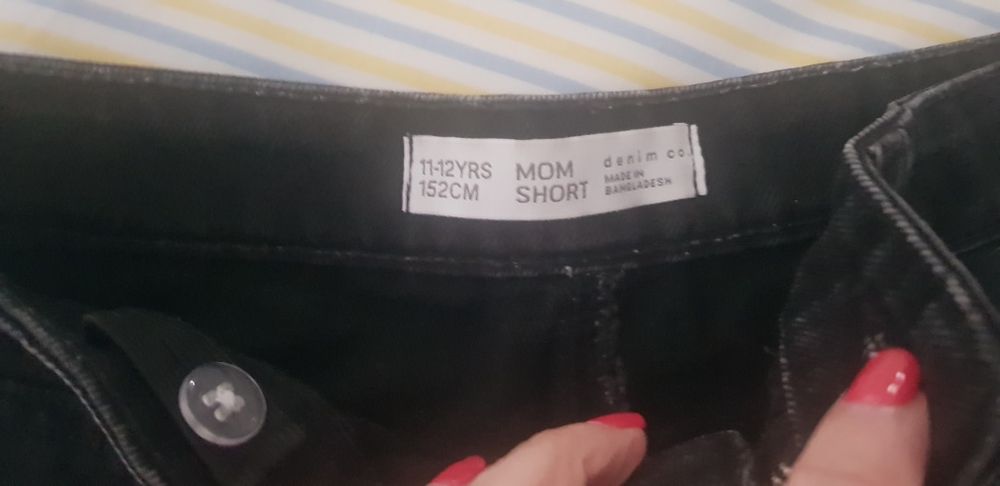 11-12YRS
152CM
MOM
SHORT
denim co.
MADE IN
BANGLADESH